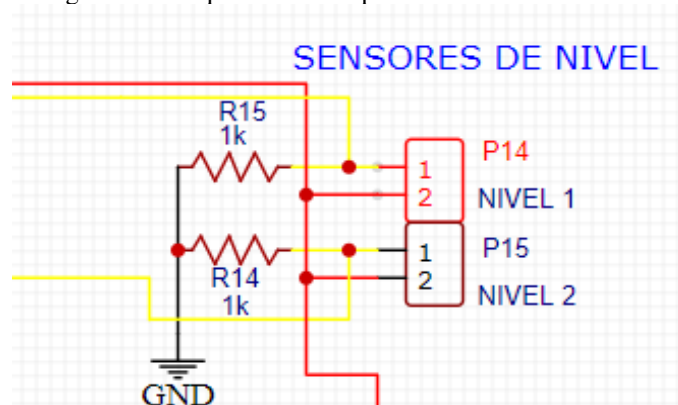 SENSORES DE NIVEL
R15
1k
P14
1
2
NIVEL 1
P15
1
2
NIVEL 2
R14
1k
GND